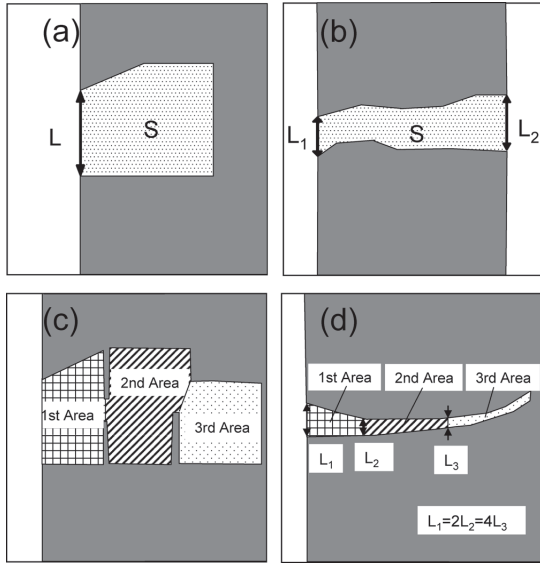 (a)
L
S
(b)
L₁
S
L₂
(c)
1st Area
2nd Area
3rd Area
(d)
1st Area
2nd Area
3rd Area
L₁
L₂
L₃
L₁=2L₂=4L₃